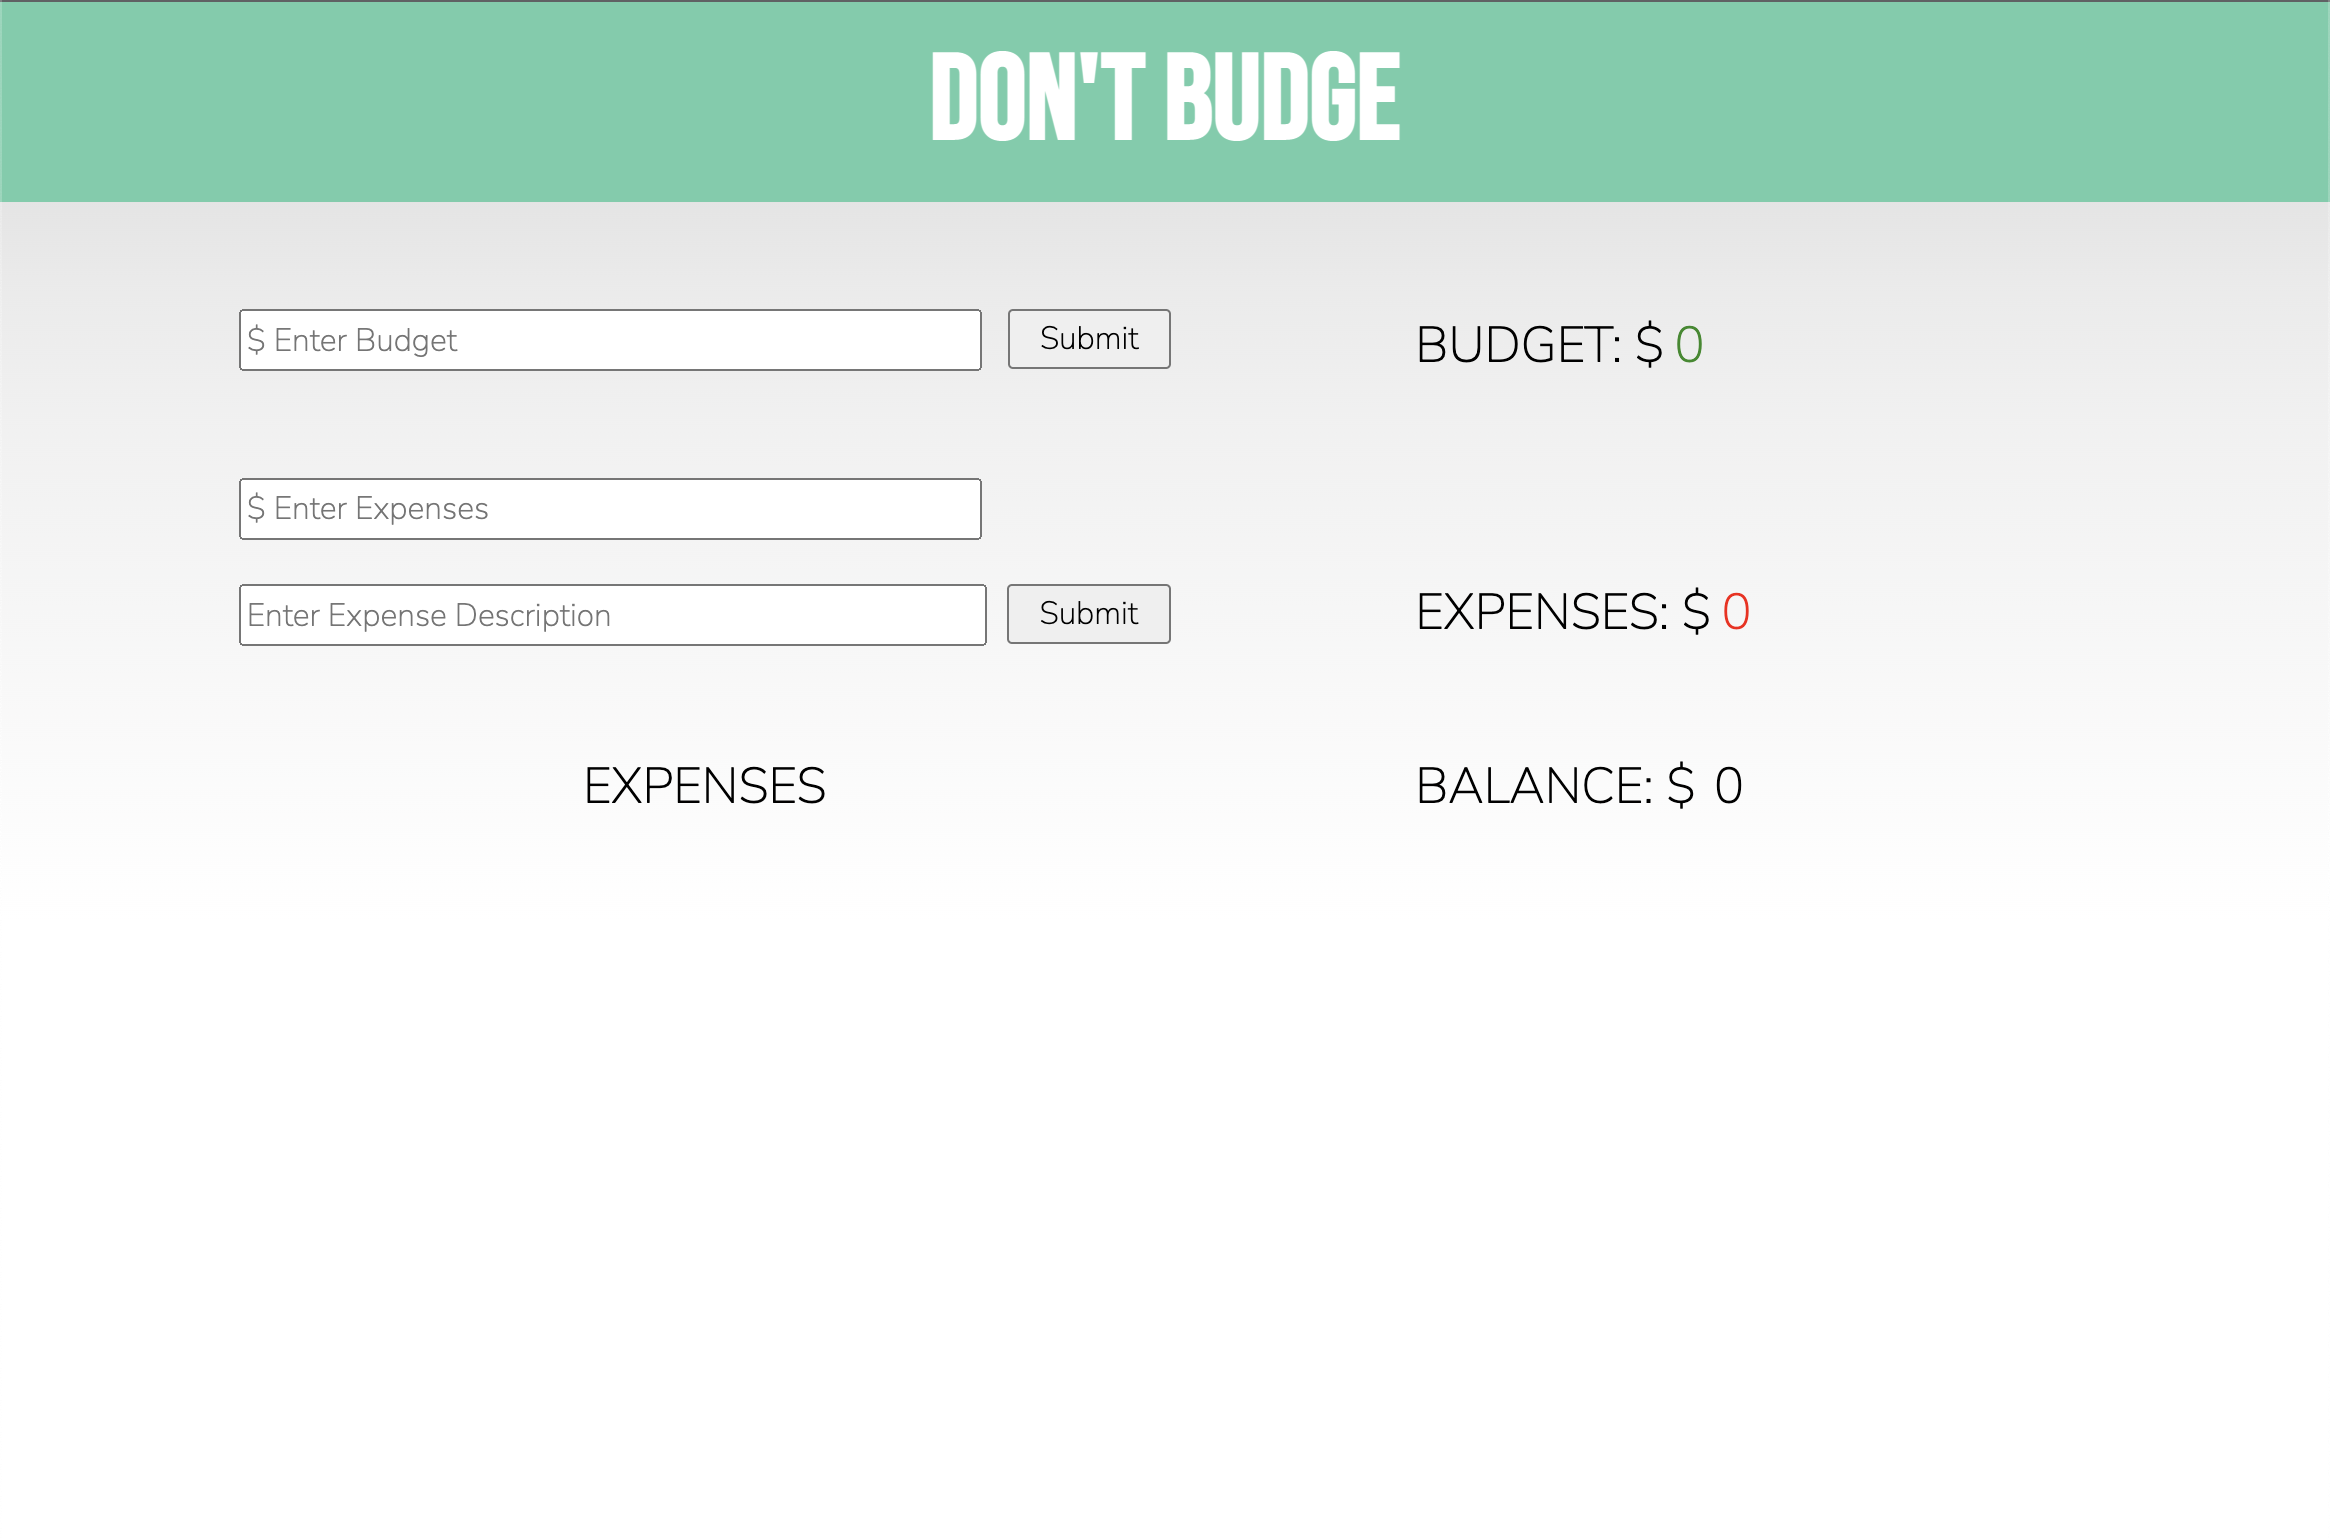 DON'T BUDGE
$ Enter Budget
Submit
BUDGET: $ 0
$ Enter Expenses
Enter Expense Description
Submit
EXPENSES: $ 0
EXPENSES
BALANCE: $ 0